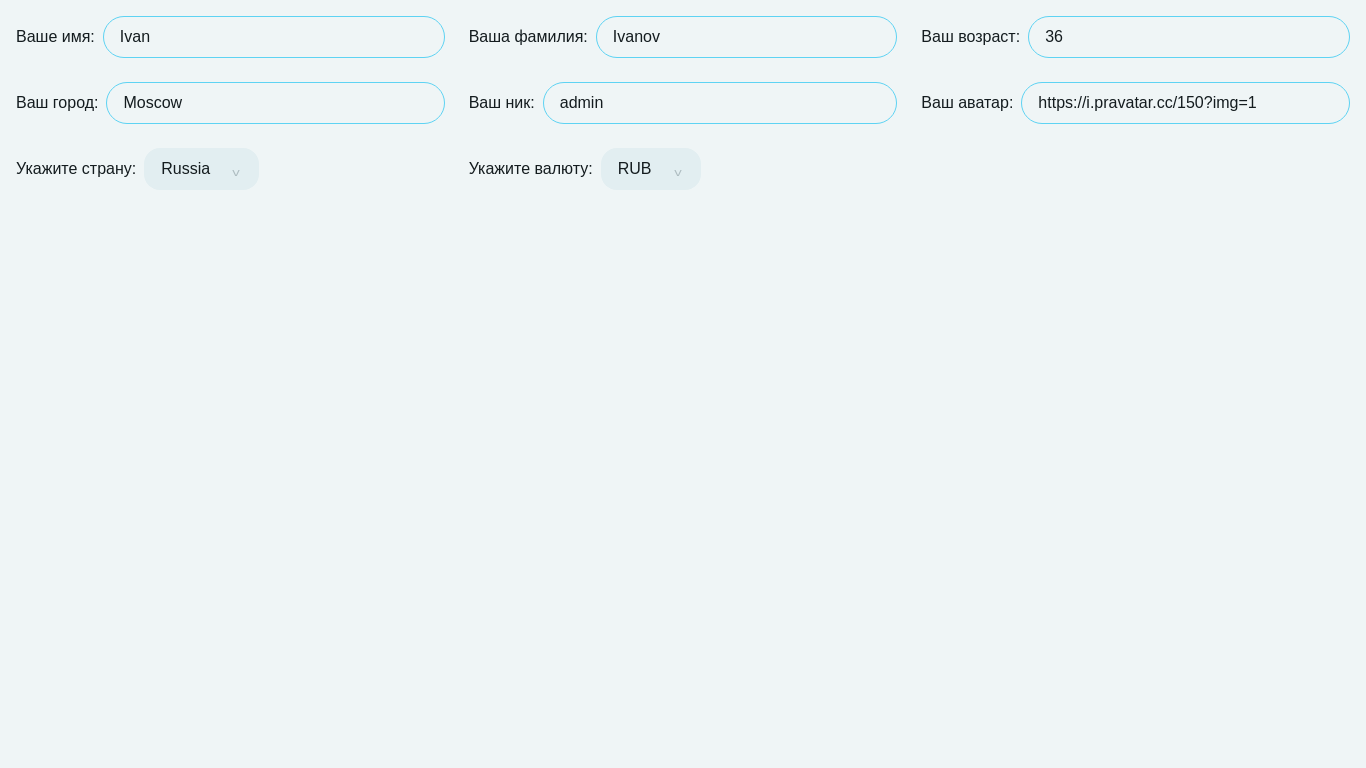 Ваше имя: Ivan Ваша фамилия: Ivanov Ваш возраст: 36
Ваш город: Moscow Ваш ник: admin Ваш аватар: https://i.pravatar.cc/150?img=1
Укажите страну: Russia Укажите валюту: RUB